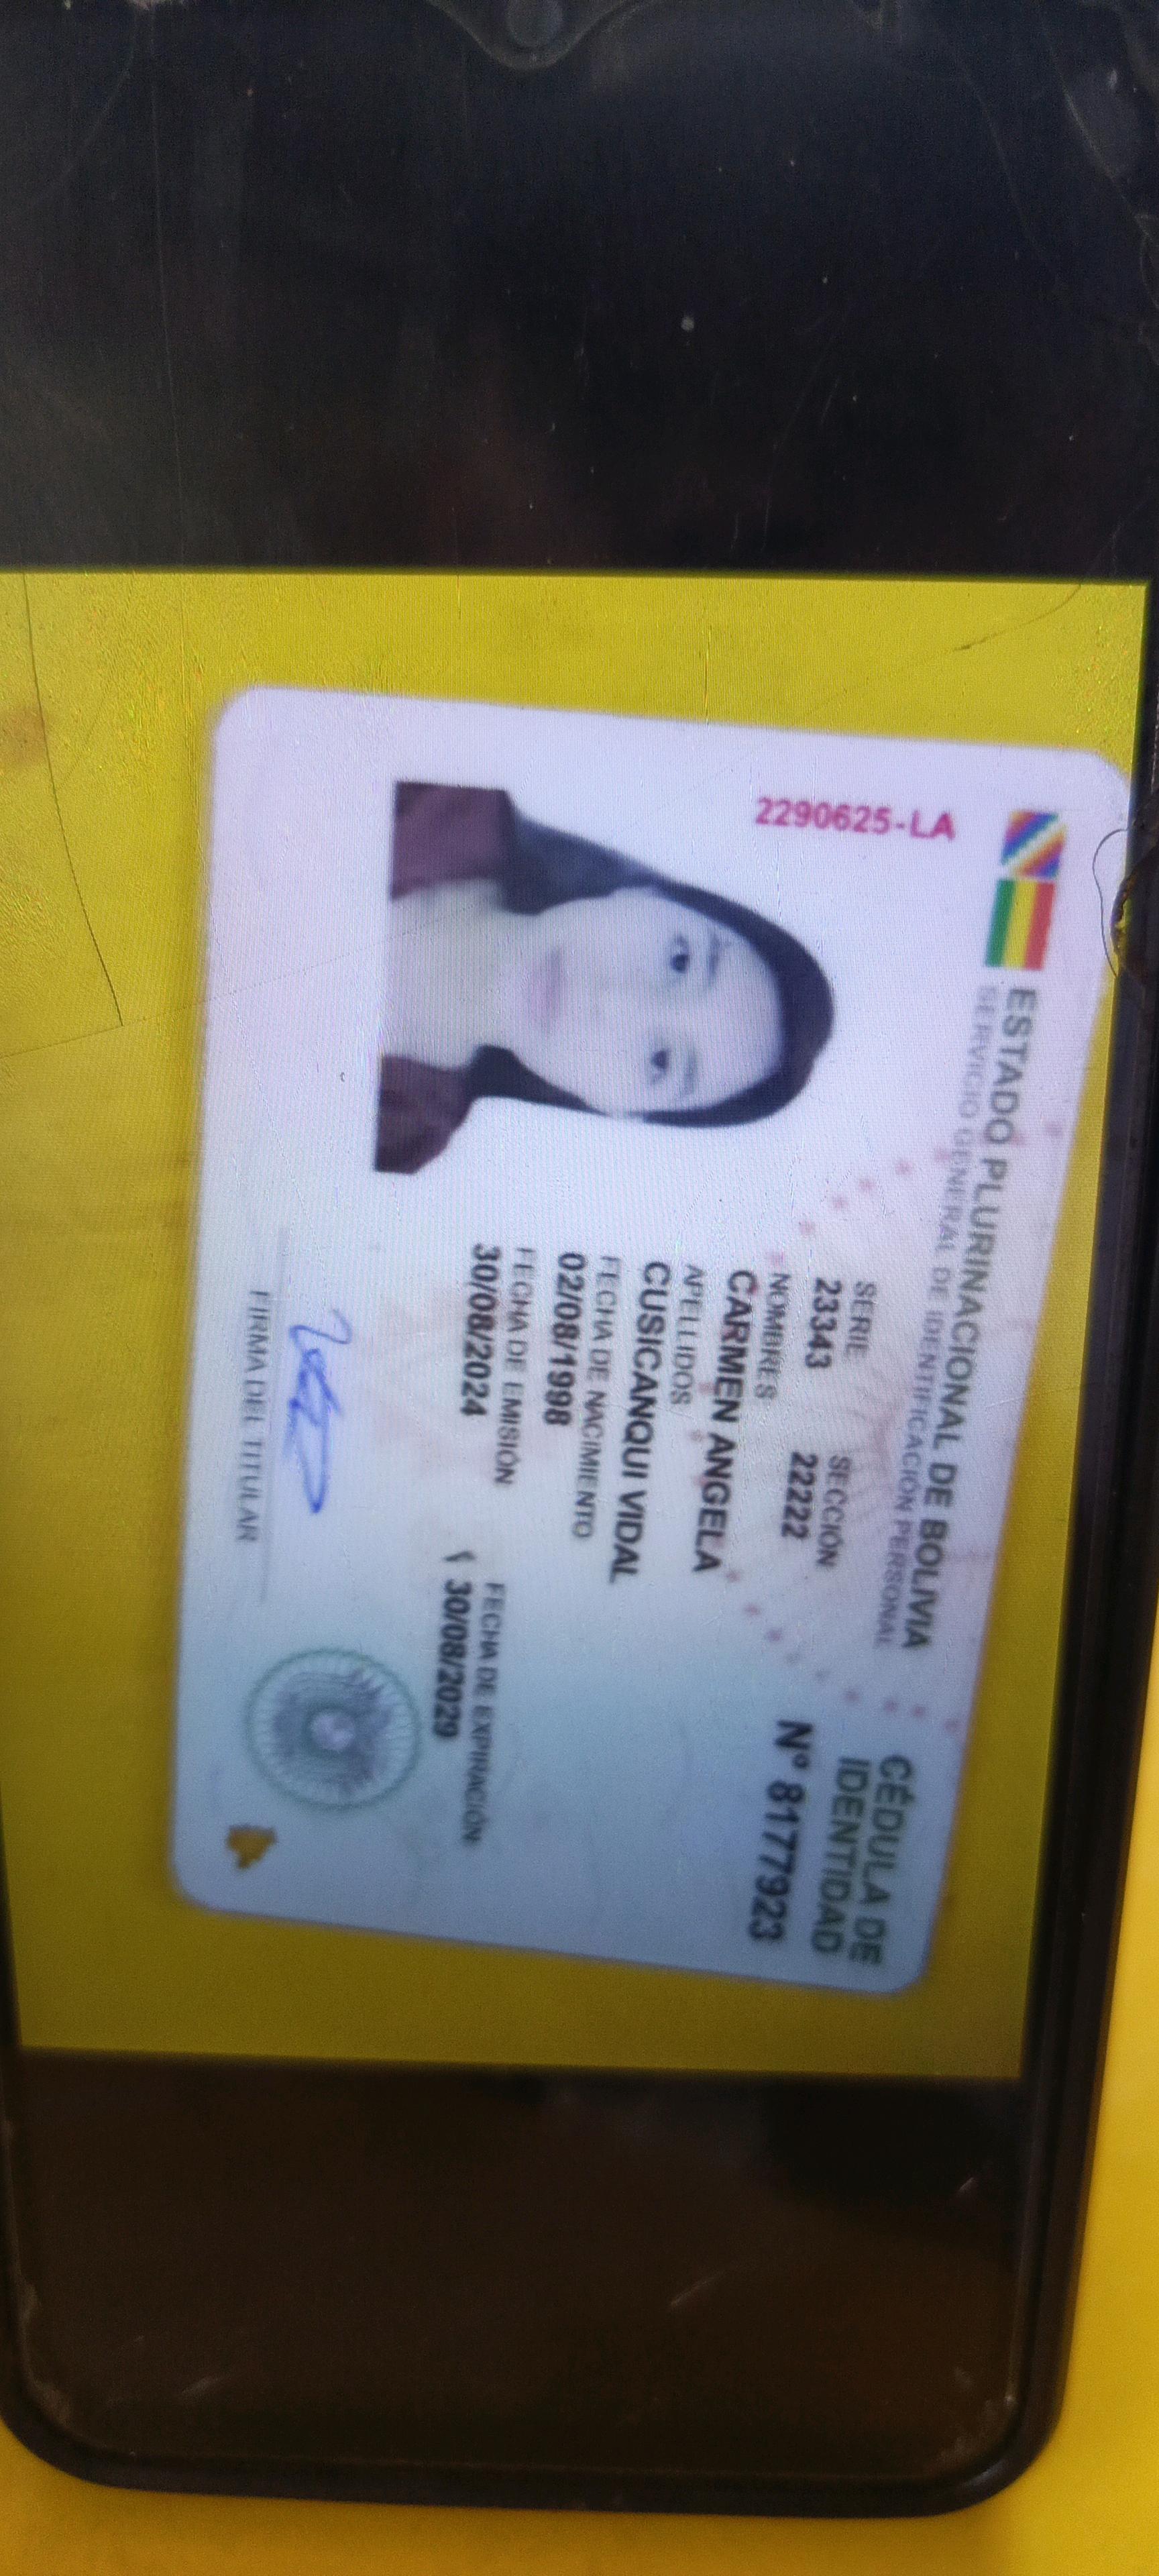 ESTADO PLURINACIONAL DE BOLIVIA
SERVICIO GENERAL DE IDENTIFICACIÓN PERSONAL
CÉDULA DE
IDENTIDAD
Nº 8177923
2290625-LA
SERIE SECCIÓN
23343 22222
NOMBRES
CARMEN ANGELA
APELLIDOS
CUSICANQUI VIDAL
FECHA DE NACIMIENTO
02/08/1998
FECHA DE EMISIÓN FECHA DE EXPIRACIÓN
30/08/2024 30/08/2029
FIRMA DEL TITULAR